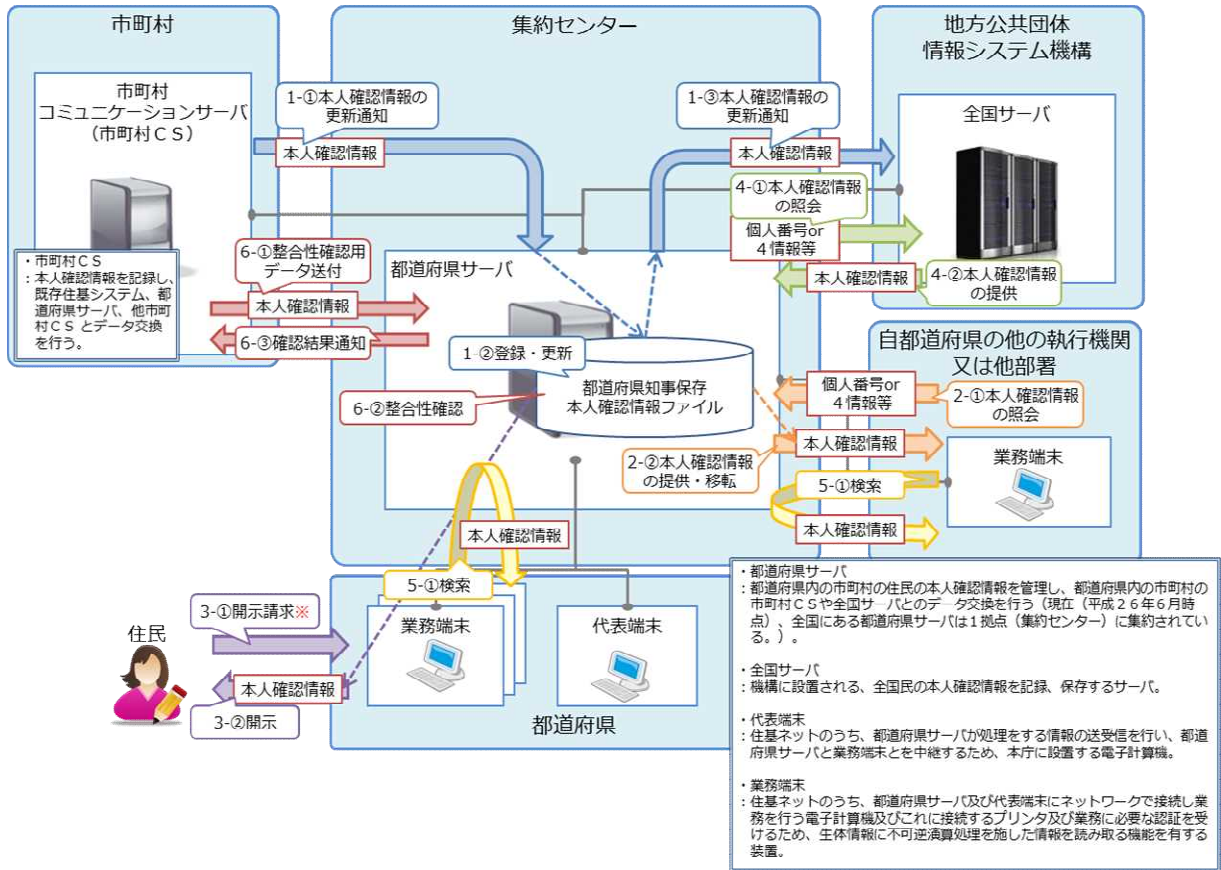 市町村
集約センター
地方公共団体
情報システム機構
市町村
コミュニケーションサーバ
（市町村ＣＳ）
1-①本人確認情報の
更新通知
本人確認情報
1-③本人確認情報の
更新通知
本人確認情報
全国サーバ
4-①本人確認情報
の照会
個人番号or
４情報等
本人確認情報
4-②本人確認情報
の提供
・市町村ＣＳ
：本人確認情報を記録し、
既存住基システム、都
道府県サーバ、他市町
村ＣＳ とデータ交換
を行う。
6-①整合性確認用
データ送付
本人確認情報
6-③確認結果通知
都道府県サーバ
1-②登録・更新
都道府県知事保存
本人確認情報ファイル
6-②整合性確認
自都道府県の他の執行機関
又は他部署
個人番号or
４情報等
2-①本人確認情報
の照会
本人確認情報
2-②本人確認情報
の提供・移転
業務端末
5-①検索
本人確認情報
本人確認情報
5-①検索
3-①開示請求※
住民
本人確認情報
3-②開示
業務端末
代表端末
都道府県
・都道府県サーバ
：都道府県内の市町村の住民の本人確認情報を管理し、都道府県内の市町村の
市町村ＣＳや全国サーバとのデータ交換を行う（現在（平成２６年６月時
点）、全国にある都道府県サーバは１拠点（集約センター）に集約されてい
る。）。
・全国サーバ
：機構に設置される、全国民の本人確認情報を記録、保存するサーバ。
・代表端末
：住基ネットのうち、都道府県サーバが処理をする情報の送受信を行い、都道
府県サーバと業務端末とを中継するため、本庁に設置する電子計算機。
・業務端末
：住基ネットのうち、都道府県サーバ及び代表端末にネットワークで接続し業
務を行う電子計算機及びこれに接続するプリンタ及び業務に必要な認証を受
けるため、生体情報に不可逆演算処理を施した情報を読み取る機能を有する
装置。